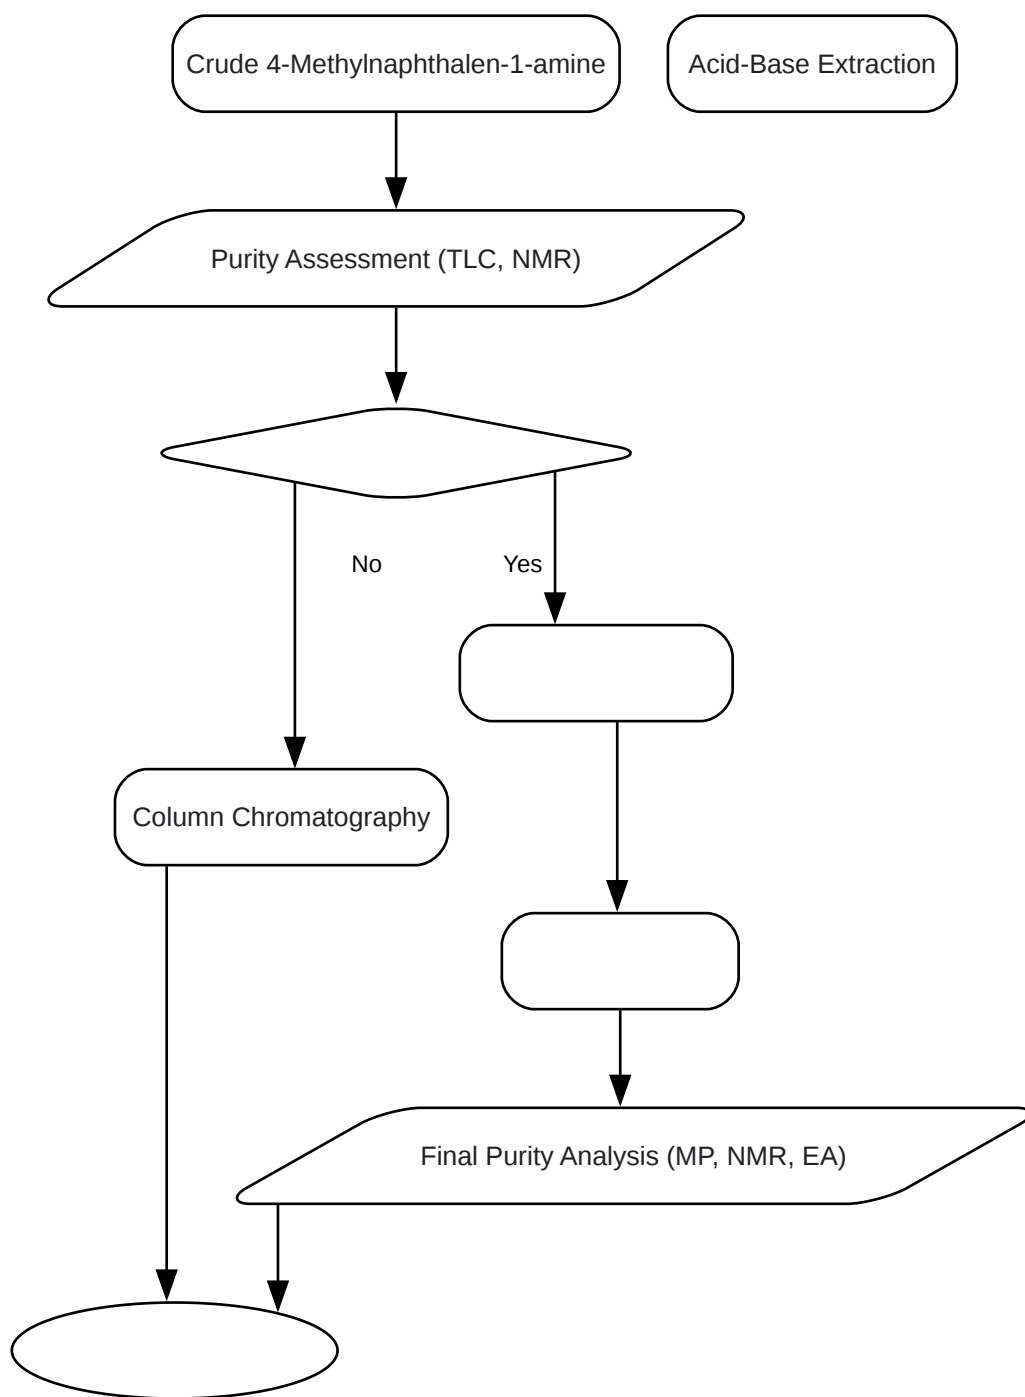 Crude 4-Methylnaphthalen-1-amine
Acid-Base Extraction
Purity Assessment (TLC, NMR)
No
Yes
Column Chromatography
Final Purity Analysis (MP, NMR, EA)